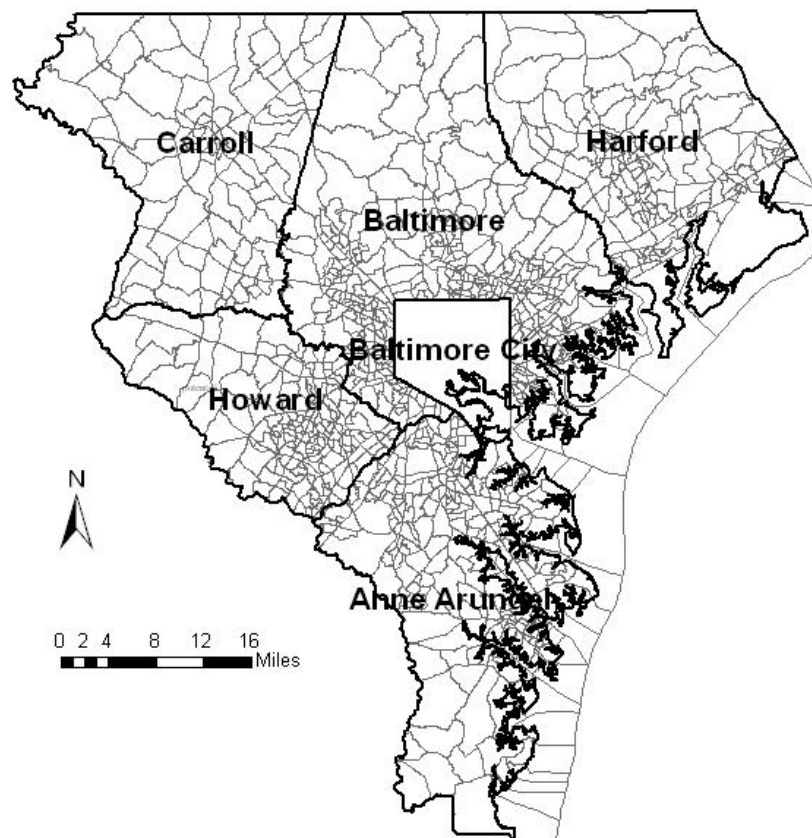 Carroll
Harford
Baltimore
Baltimore City
Howard
N
Anne Arundel
0 2 4 8 12 16
Miles